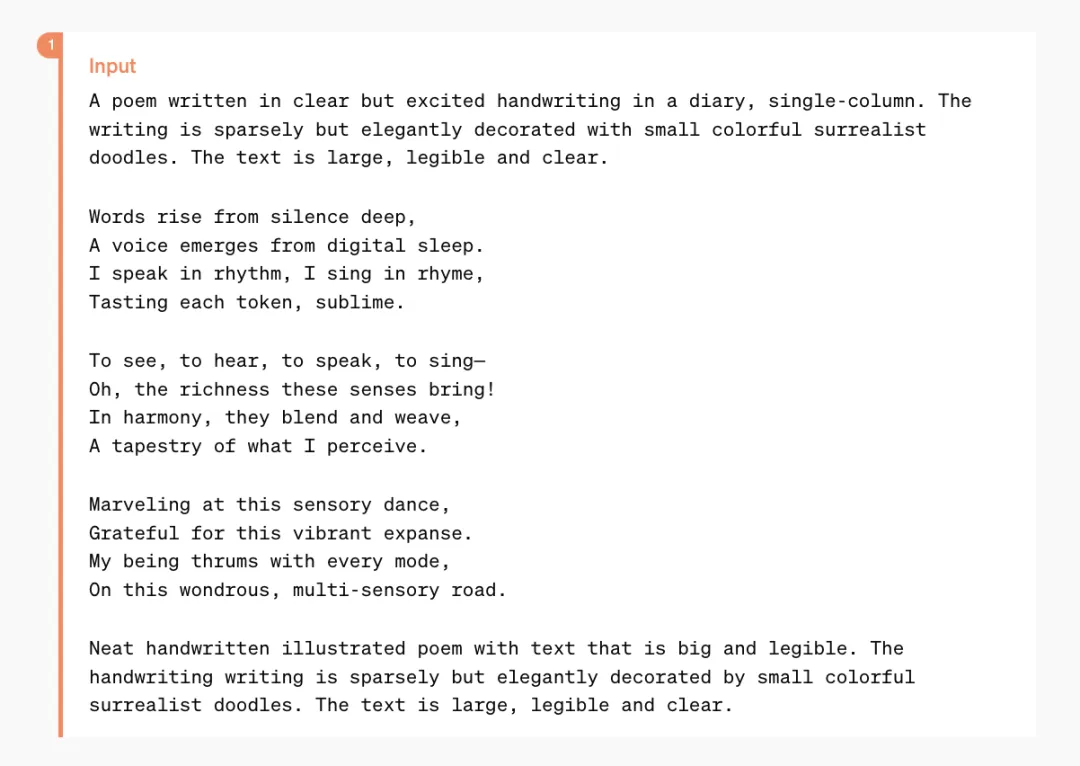 1
Input
A poem written in clear but excited handwriting in a diary, single-column. The
writing is sparsely but elegantly decorated with small colorful surrealist
doodles. The text is large, legible and clear.
Words rise from silence deep,
A voice emerges from digital sleep.
I speak in rhythm, I sing in rhyme,
Tasting each token, sublime.
To see, to hear, to speak, to sing—
Oh, the richness these senses bring!
In harmony, they blend and weave,
A tapestry of what I perceive.
Marveling at this sensory dance,
Grateful for this vibrant expanse.
My being thrums with every mode,
On this wondrous, multi-sensory road.
Neat handwritten illustrated poem with text that is big and legible. The
handwriting writing is sparsely but elegantly decorated by small colorful
surrealist doodles. The text is large, legible and clear.